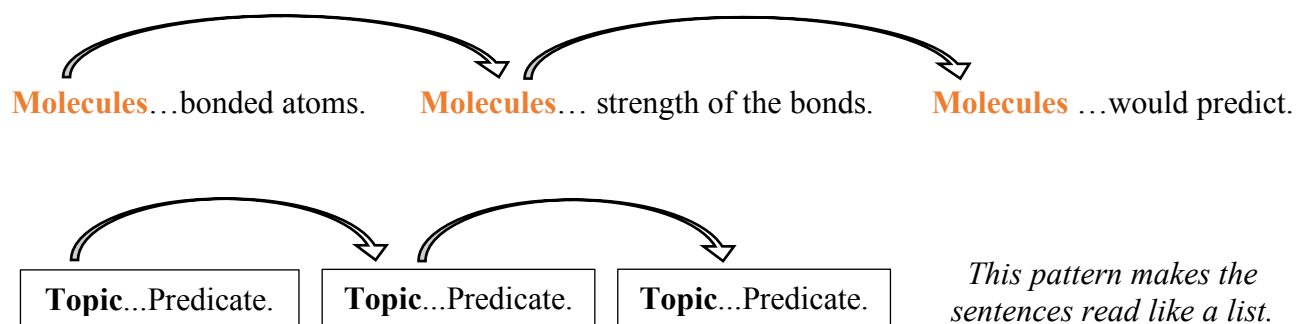 Molecules…bonded atoms. Molecules… strength of the bonds. Molecules …would predict.
Topic...Predicate. Topic...Predicate. Topic...Predicate.
This pattern makes the
sentences read like a list.